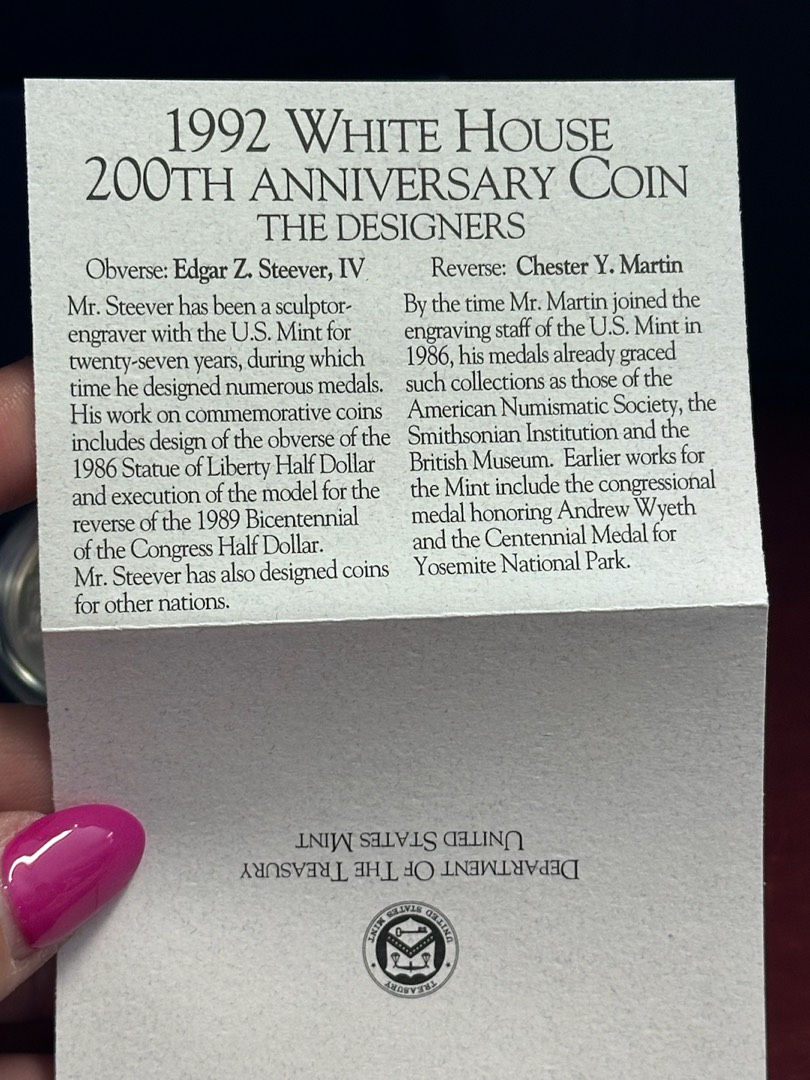 1992 WHITE HOUSE
200TH ANNIVERSARY COIN
THE DESIGNERS
Obverse: Edgar Z. Steever, IV
Mr. Steever has been a sculptor-
engraver with the U.S. Mint for
twenty-seven years, during which
time he designed numerous medals.
His work on commemorative coins
includes design of the obverse of the
1986 Statue of Liberty Half Dollar
and execution of the model for the
reverse of the 1989 Bicentennial
of the Congress Half Dollar.
Mr. Steever has also designed coins
for other nations.
Reverse: Chester Y. Martin
By the time Mr. Martin joined the
engraving staff of the U.S. Mint in
1986, his medals already graced
such collections as those of the
American Numismatic Society, the
Smithsonian Institution and the
British Museum. Earlier works for
the Mint include the congressional
medal honoring Andrew Wyeth
and the Centennial Medal for
Yosemite National Park.
TREASURY
UNITED STATES MINT
DEPARTMENT OF THE TREASURY
UNITED STATES MINT